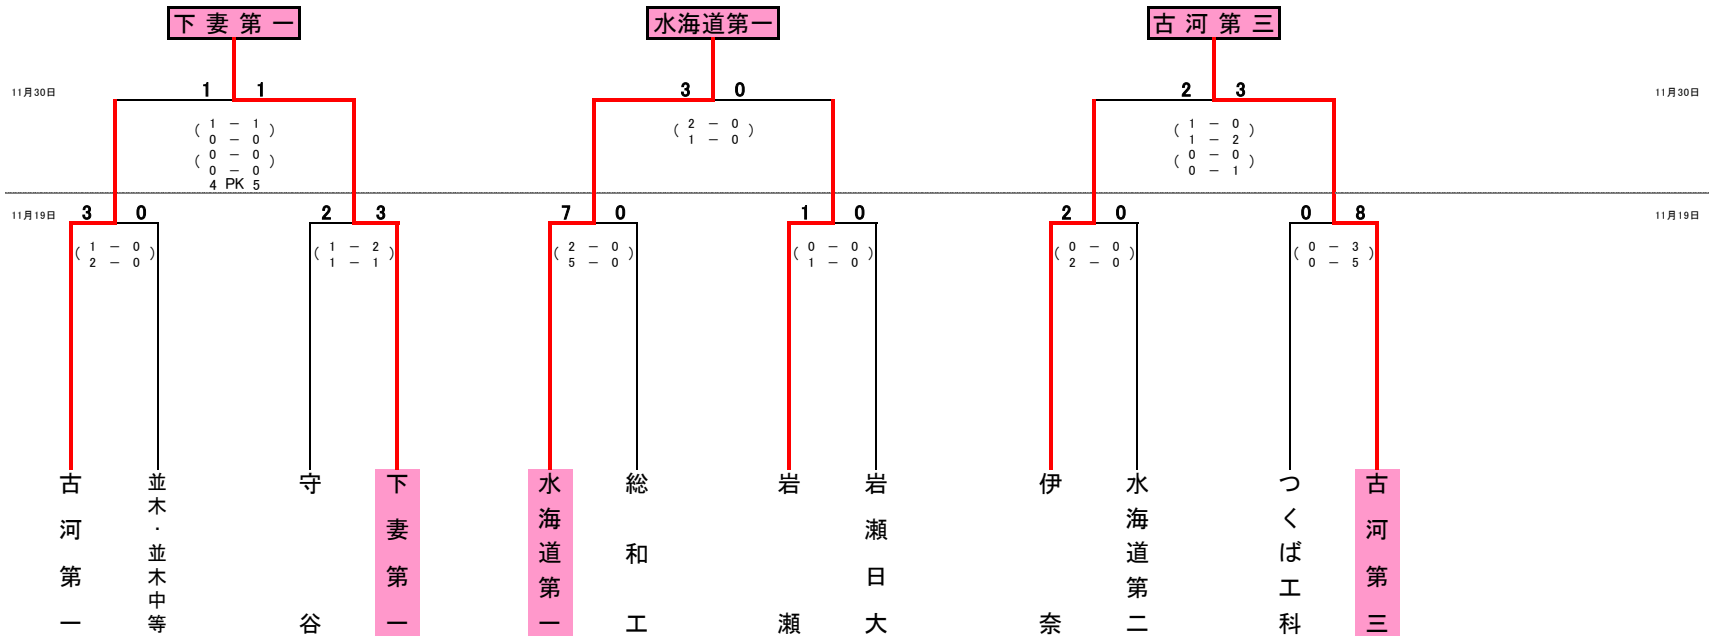 下妻第一
水海道第一
古河第三
11月30日
1 1
3 0
2 3
11月30日
( 1 － 1 )
0 － 0
( 0 － 0 )
0 － 0
4 PK 5
( 2 － 0 )
1 － 0
( 1 － 0 )
1 － 2
( 0 － 0 )
0 － 1
11月19日
3 0
2 3
7 0
1 0
2 0
0 8
11月19日
( 1 － 0 )
2 － 0
( 1 － 2 )
1 － 1
( 2 － 0 )
5 － 0
( 0 － 0 )
1 － 0
( 0 － 0 )
2 － 0
( 0 － 3 )
0 － 5
古河第一
並木・並木中等
守谷
下妻第一
水海道第一
総和工
岩瀬
岩瀬日大
伊奈
水海道第二
つくば工科
古河第三